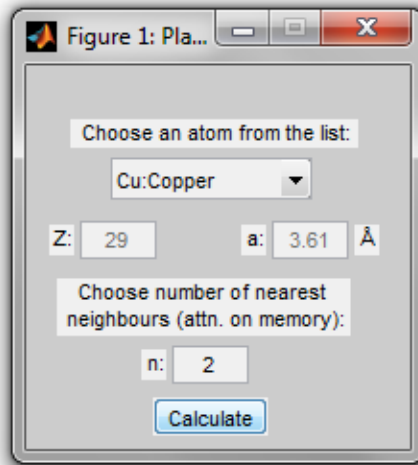 Figure 1: Pla...
Choose an atom from the list:
Cu:Copper
Z: 29 a: 3.61 Å
Choose number of nearest
neighbours (attn. on memory):
n: 2
Calculate